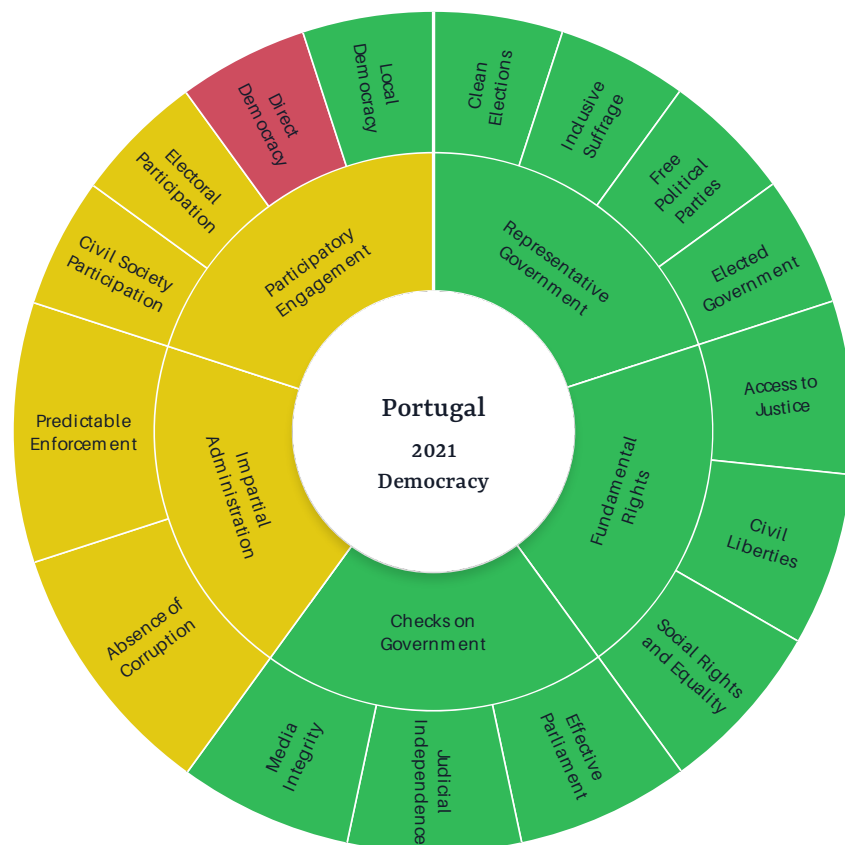 Portugal
2021
Democracy
Representative
Government
Fundamental
Rights
Checks on
Government
Impartial
Administration
Participatory
Engagement
Clean
Elections
Inclusive
Suffrage
Free
Political
Parties
Elected
Government
Access to
Justice
Civil
Liberties
Social Rights
and Equality
Effective
Parliament
Judicial
Independence
Media
Integrity
Absence of
Corruption
Predictable
Enforcement
Civil Society
Participation
Electoral
Participation
Direct
Democracy
Local
Democracy